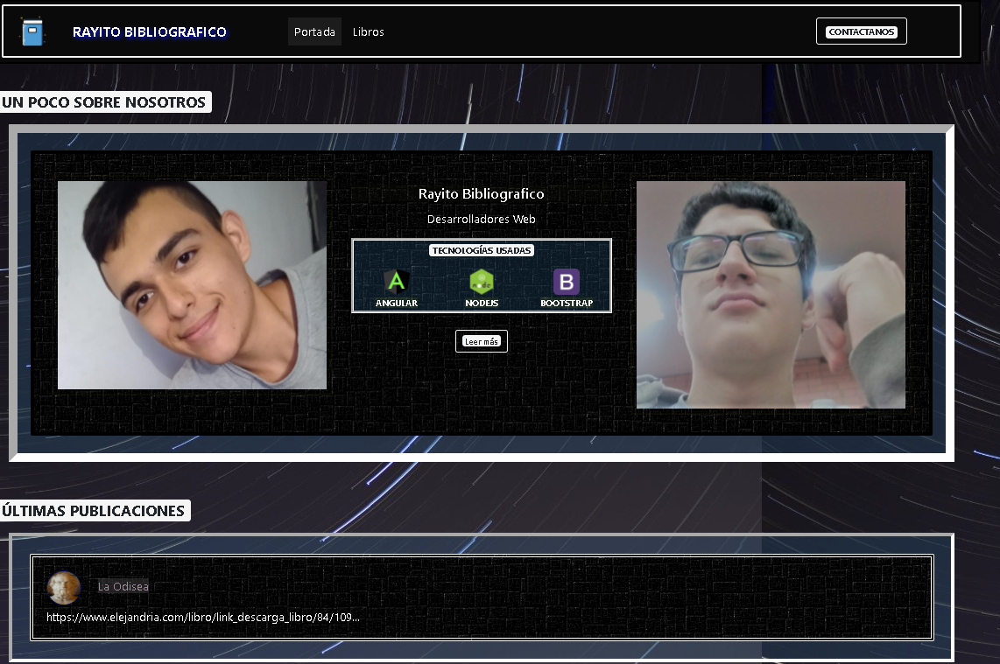 RAYITO BIBLIOGRAFICO
Portada
Libros
CONTACTANOS
UN POCO SOBRE NOSOTROS
Rayito Bibliografico
Desarrolladores Web
TECNOLOGÍAS USADAS
A
node
B
ANGULAR
NODEJS
BOOTSTRAP
Leer más
ÚLTIMAS PUBLICACIONES
La Odisea
https://www.elejandria.com/libro/link_descarga_libro/84/109...